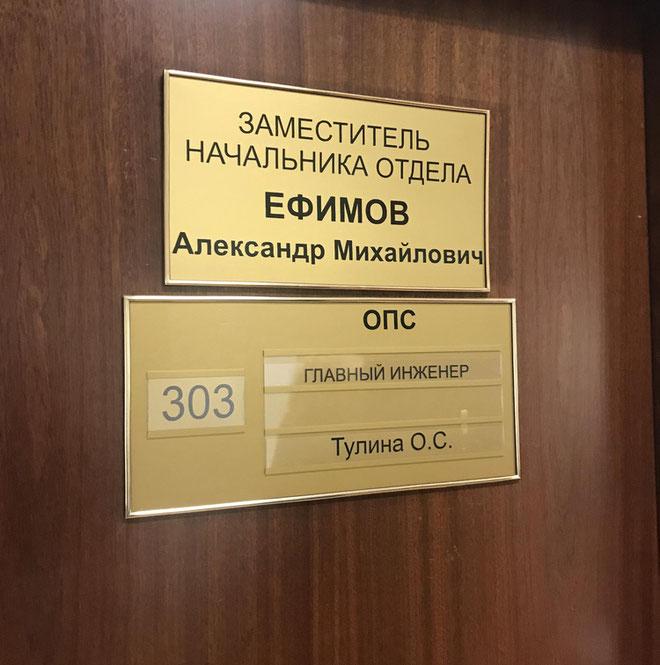 ЗАМЕСТИТЕЛЬ
НАЧАЛЬНИКА ОТДЕЛА
ЕФИМОВ
Александр Михайлович
ОПС
303
ГЛАВНЫЙ ИНЖЕНЕР
Тулина О.С.